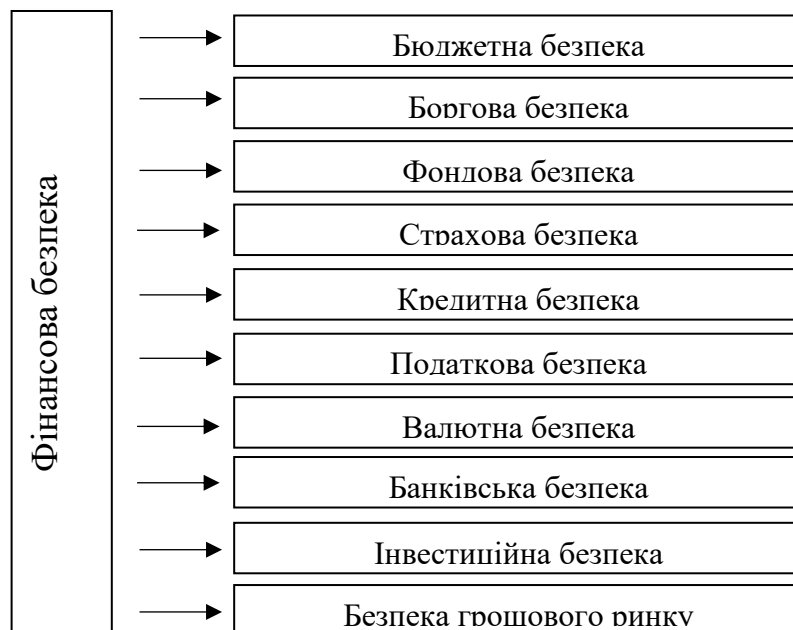 Фінансова безпека
Бюджетна безпека
Боргова безпека
Фондова безпека
Страхова безпека
Кредитна безпека
Податкова безпека
Валютна безпека
Банківська безпека
Інвестиційна безпека
Безпека грошового ринку